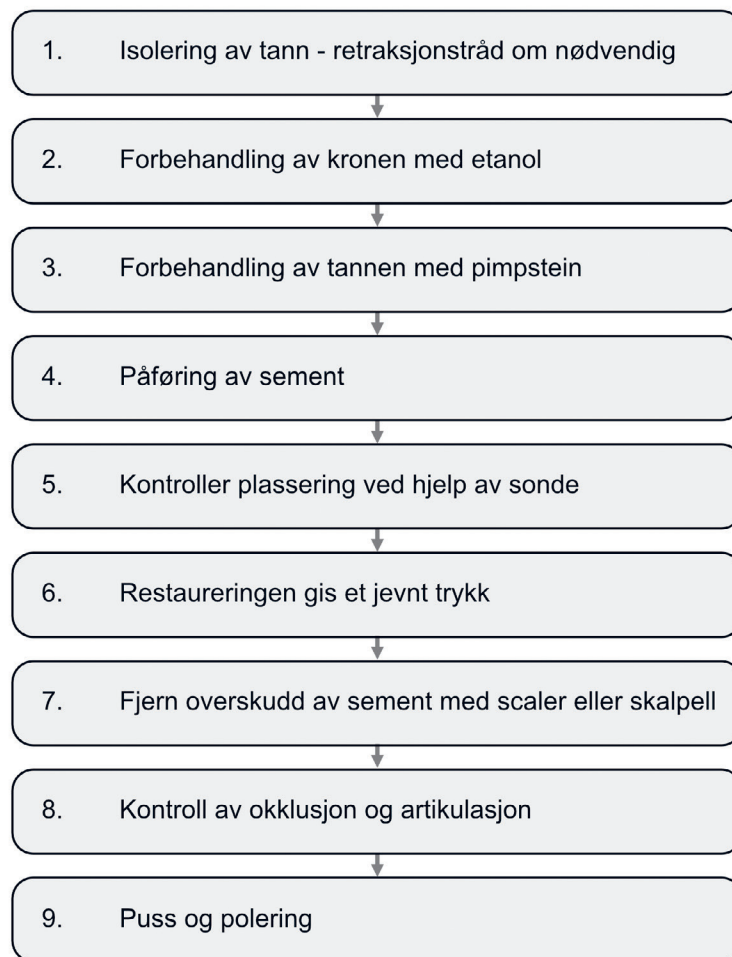 1. Isolering av tann - retraksjonstråd om nødvendig
2. Forbehandling av kronen med etanol
3. Forbehandling av tannen med pimpstein
4. Påføring av sement
5. Kontroller plassering ved hjelp av sonde
6. Restaureringen gis et jevnt trykk
7. Fjern overskudd av sement med scaler eller skalpell
8. Kontroll av okklusjon og artikulasjon
9. Puss og polering